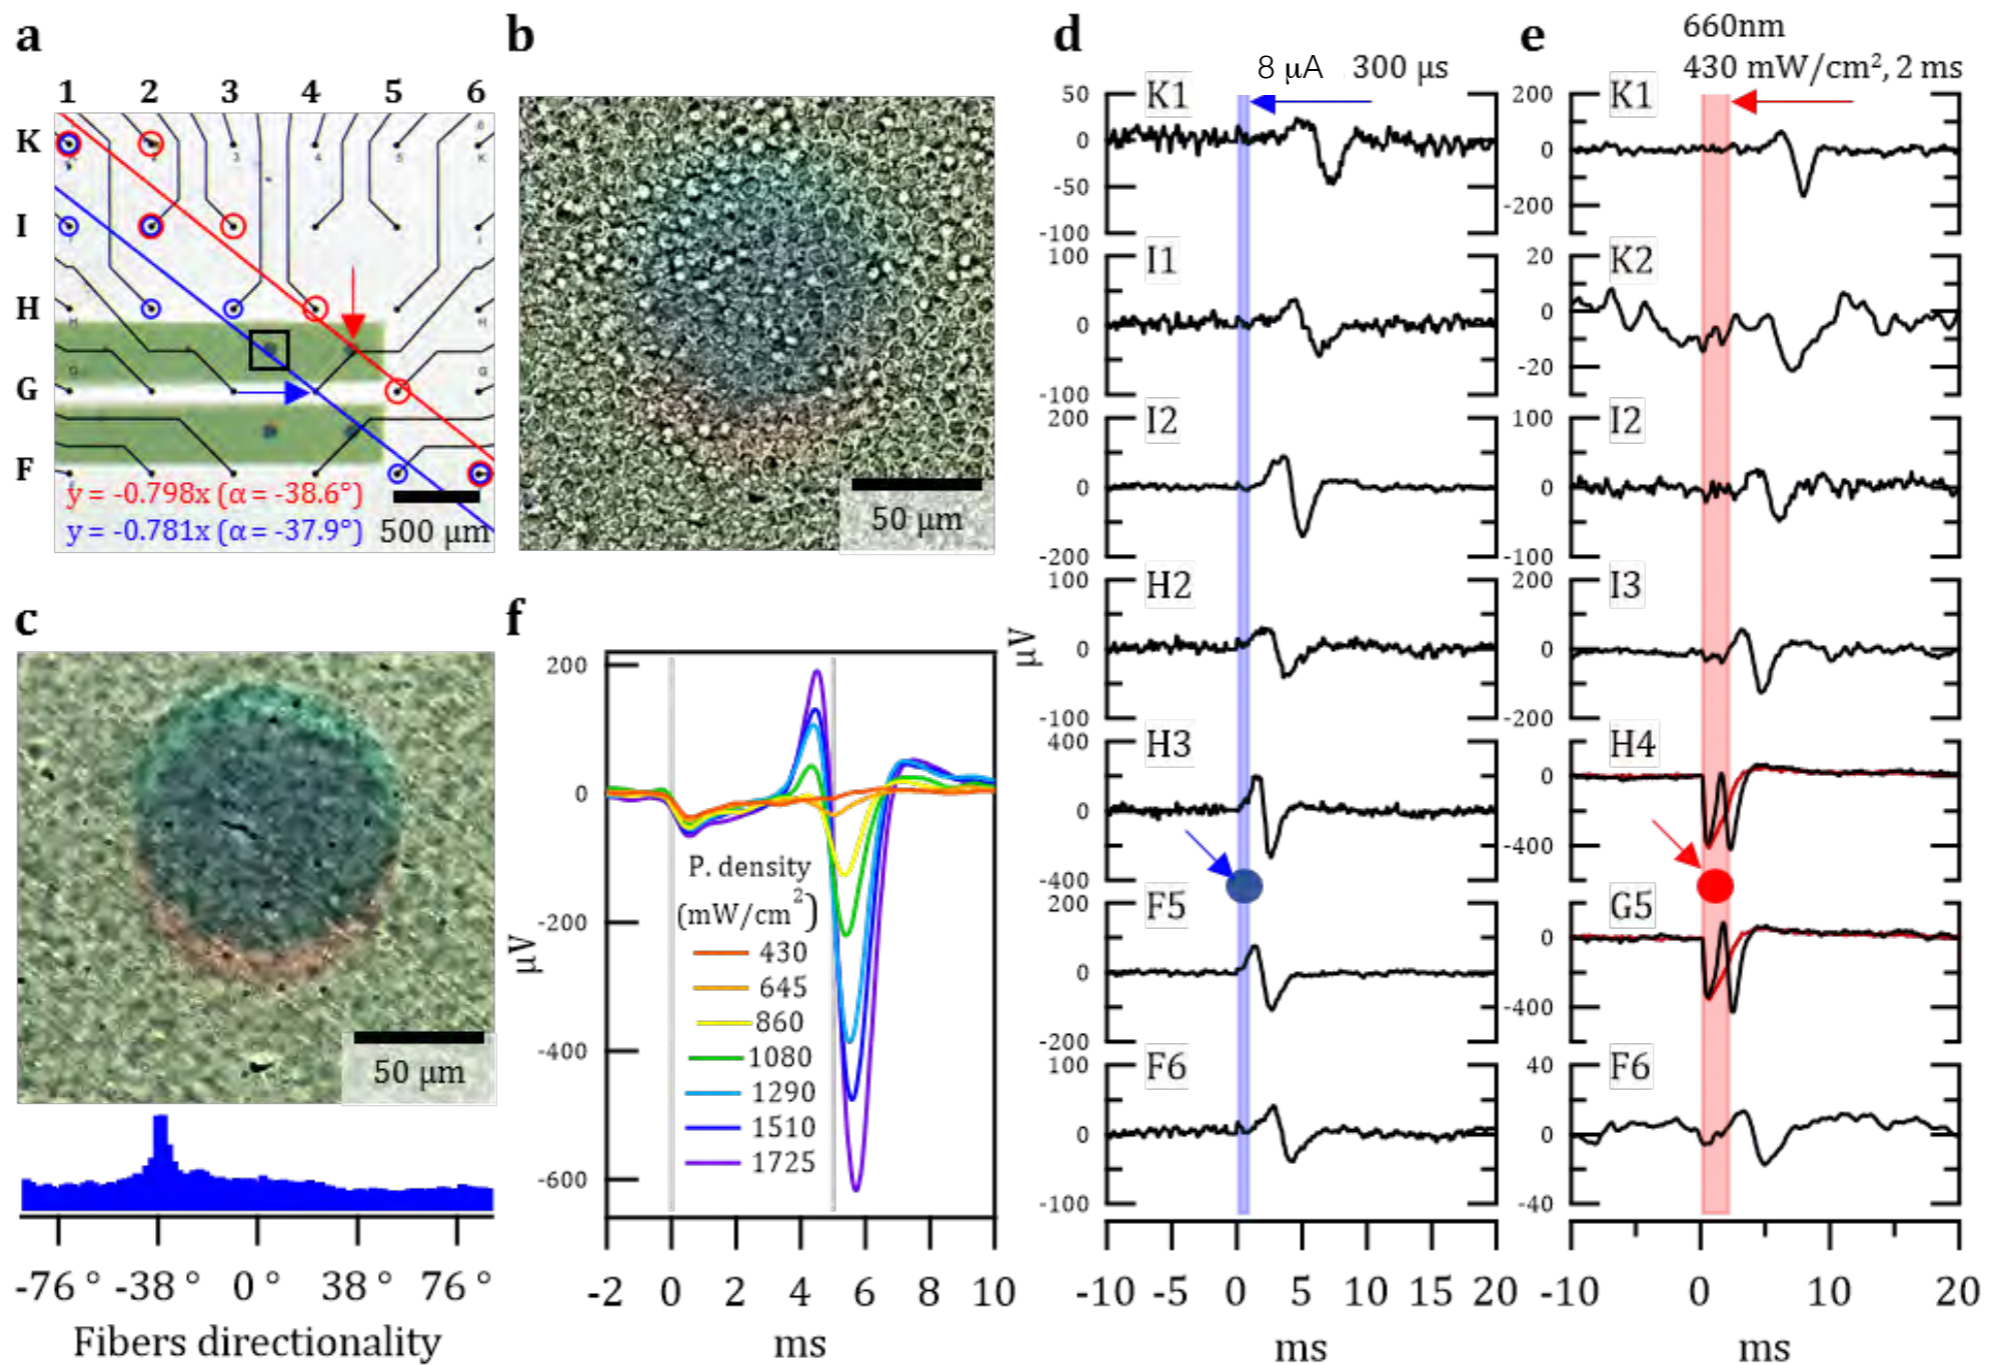 a
1 2 3 4 5 6
K
I
H
G
F
3 4 5
K
H H
G G
y = -0.798x (α = -38.6°)
y = -0.781x (α = -37.9°)
500 µm
b
50 µm
c
50 µm
-76° -38° 0° 38° 76°
Fibers directionality
f
200
0
-200
-400
-600
µV
P. density
(mW/cm²)
430
645
860
1080
1290
1510
1725
-2 0 2 4 6 8 10
ms
d
8 µA 300 µs
µV
K1
50
0
-50
-100
I1
100
0
-100
I2
200
0
-200
H2
100
0
-100
H3
400
0
-400
F5
200
0
-200
F6
100
0
-100
-10 -5 0 5 10 15 20
ms
e
660nm
430 mW/cm², 2 ms
K1
200
0
-200
K2
20
0
-20
I2
100
0
-100
I3
200
0
-200
H4
0
-400
G5
0
-400
F6
40
0
-40
-10 0 10 20
ms